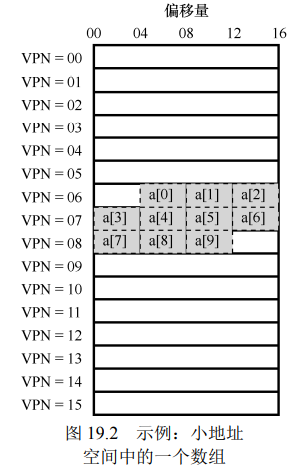 偏移量
00 04 08 12 16
VPN = 00
VPN = 01
VPN = 02
VPN = 03
VPN = 04
VPN = 05
VPN = 06 a[0] a[1] a[2]
VPN = 07 a[3] a[4] a[5] a[6]
VPN = 08 a[7] a[8] a[9]
VPN = 09
VPN = 10
VPN = 11
VPN = 12
VPN = 13
VPN = 14
VPN = 15
图 19.2 示例：小地址
空间中的一个数组